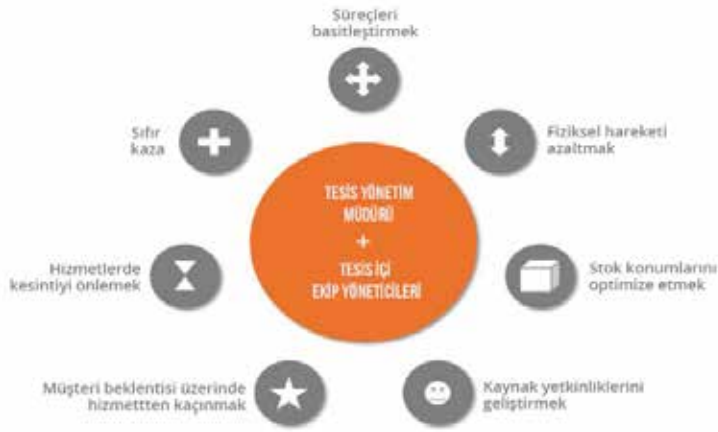 Süreçleri
basitleştirmek
Sıfır
kaza
Fiziksel hareketi
azaltmak
TESİS YÖNETİM
MÜDÜRÜ
+
TESİS İÇİ
EKİP YÖNETİCİLERİ
Hizmetlerde
kesintiyi önlemek
Stok konumlarını
optimize etmek
Müşteri beklentisi üzerinde
hizmettten kaçınmak
Kaynak yetkinliklerini
geliştirmek